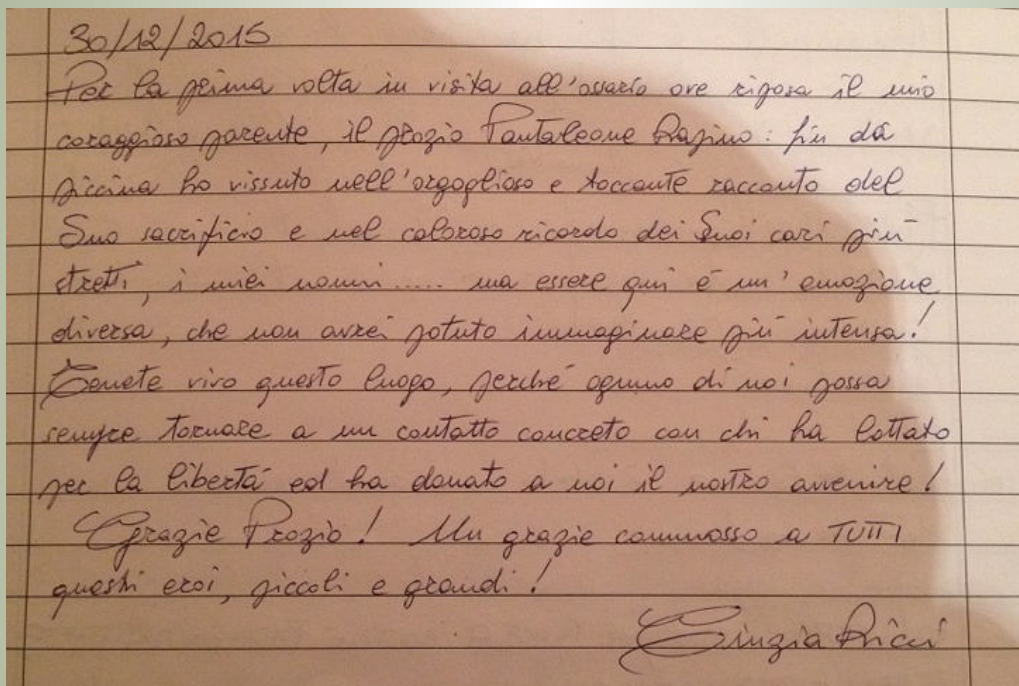 30/12/2015
Per la prima volta in visita all'ossario ove riposa il mio
coraggioso parente, il prozio Pantaleone Rapino: fin da
piccina ho vissuto nell'orgoglioso e toccante racconto del
Suo sacrificio e nel caloroso ricordo dei Suoi cari più
stretti, i miei nonni..... ma essere qui è un'emozione
diversa, che non avrei potuto immaginare più intensa!
Tenete vivo questo luogo, perché ognuno di noi possa
sempre tornare a un contatto concreto con chi ha lottato
per la libertà ed ha donato a noi il nostro avvenire!
Grazie Prozio! Un grazie commosso a TUTTI
questi eroi, piccoli e grandi!
Cinzia Ricci